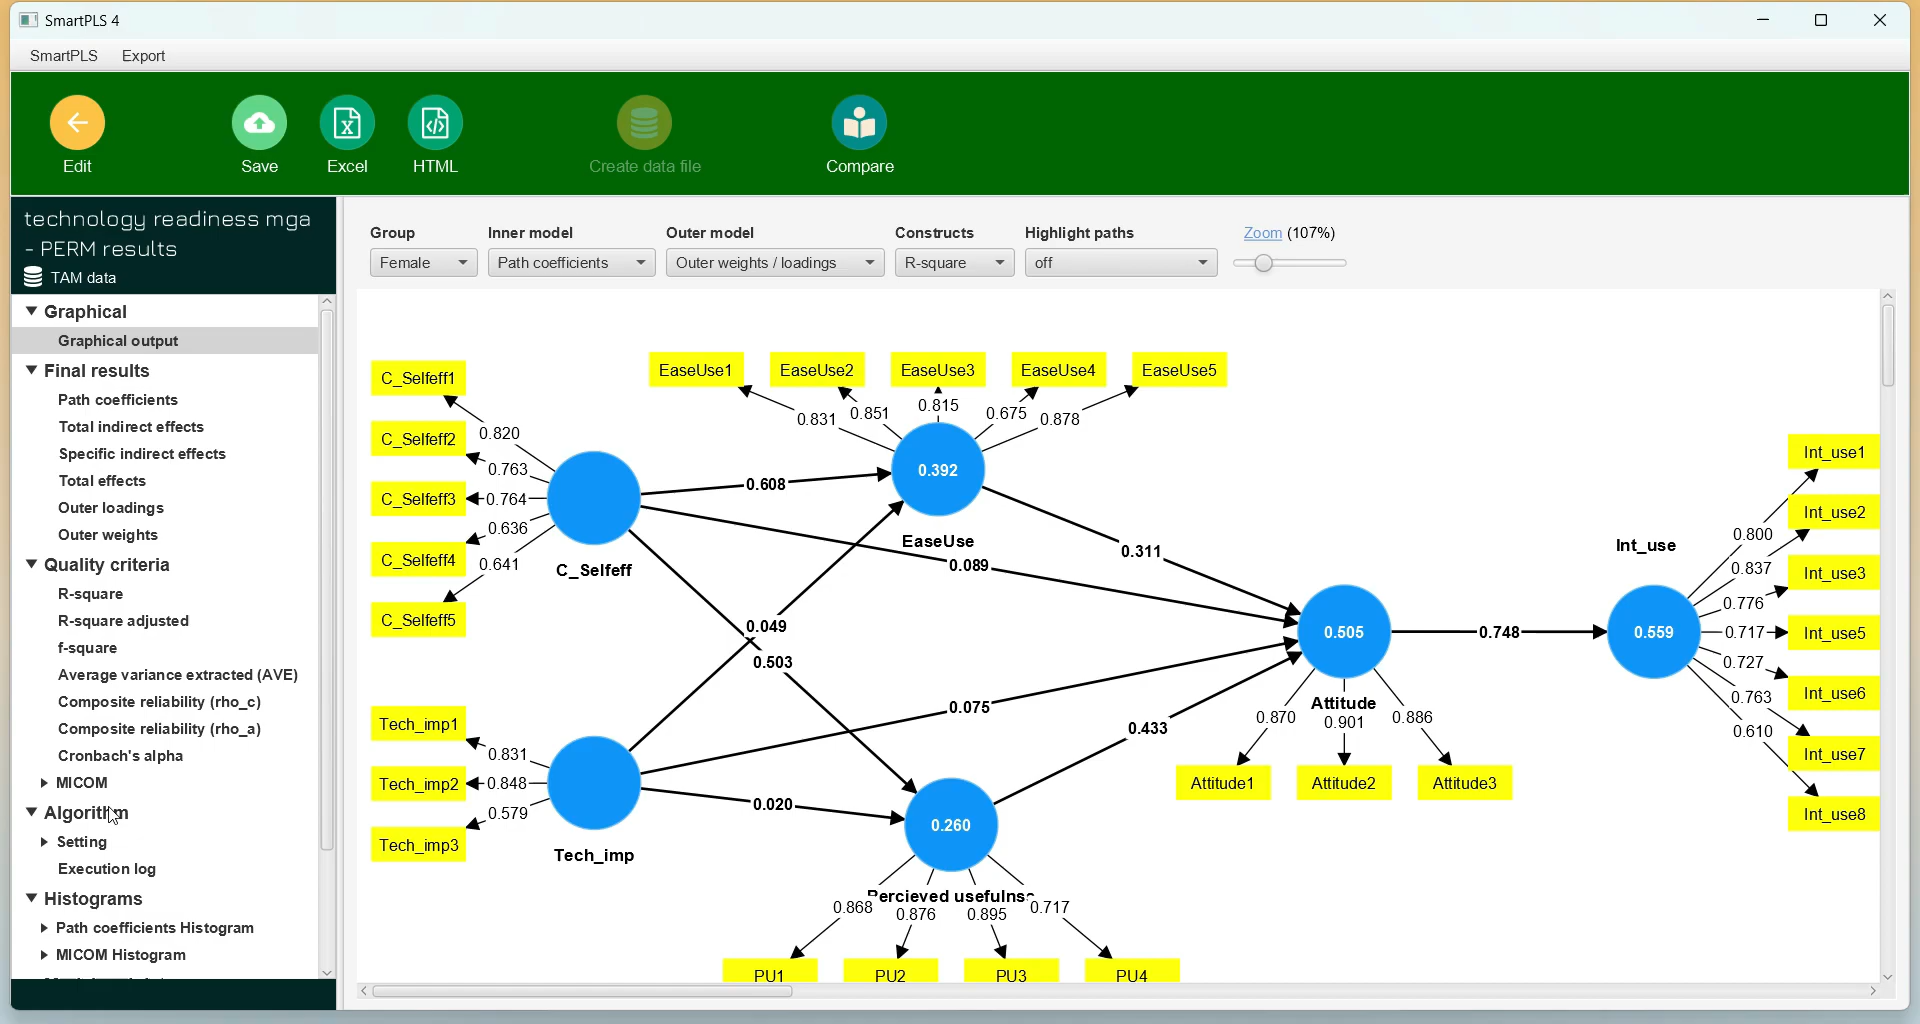 SmartPLS 4
SmartPLS Export
Edit Save Excel HTML Create data file Compare
technology readiness mga
- PERM results
TAM data
Graphical
Graphical output
Final results
Path coefficients
Total indirect effects
Specific indirect effects
Total effects
Outer loadings
Outer weights
Quality criteria
R-square
R-square adjusted
f-square
Average variance extracted (AVE)
Composite reliability (rho_c)
Composite reliability (rho_a)
Cronbach's alpha
MICOM
Algorithm
Setting
Execution log
Histograms
Path coefficients Histogram
MICOM Histogram
Group Inner model Outer model Constructs Highlight paths Zoom (107%)
Female Path coefficients Outer weights / loadings R-square off
EaseUse1 EaseUse2 EaseUse3 EaseUse4 EaseUse5
0.831 0.851 0.815 0.675 0.878
C_Selfeff1
C_Selfeff2
C_Selfeff3
C_Selfeff4
C_Selfeff5
0.820
0.763
0.764
0.636
0.641
C_Selfeff
0.608
0.392
EaseUse
0.089
0.311
0.049
0.503
0.075
0.433
0.020
Tech_imp1
Tech_imp2
Tech_imp3
0.831
0.848
0.579
Tech_imp
0.260
Percieved usefulnse
0.868 0.876 0.895 0.717
PU1 PU2 PU3 PU4
0.505
Attitude
0.870 0.901 0.886
Attitude1 Attitude2 Attitude3
0.748
Int_use
0.559
0.800
0.837
0.776
0.717
0.727
0.763
0.610
Int_use1
Int_use2
Int_use3
Int_use5
Int_use6
Int_use7
Int_use8